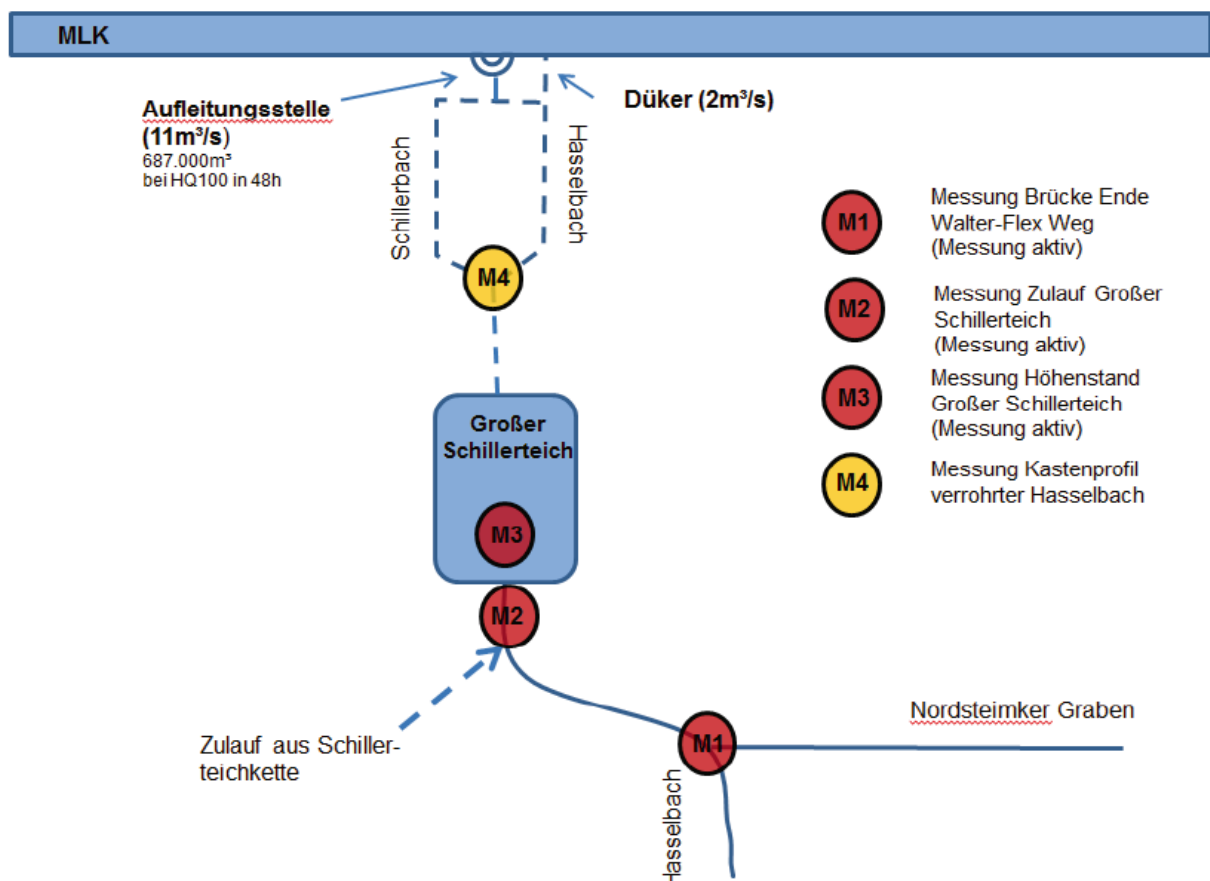 MLK
Aufleitungsstelle
(11m³/s)
687.000m³
bei HQ100 in 48h
Düker (2m³/s)
Schillerbach
Hasselbach
M4
Großer
Schillerteich
M3
M2
Zulauf aus Schiller-
teichkette
M1
Hasselbach
Nordsteimker Graben
M1
Messung Brücke Ende
Walter-Flex Weg
(Messung aktiv)
M2
Messung Zulauf Großer
Schillerteich
(Messung aktiv)
M3
Messung Höhenstand
Großer Schillerteich
(Messung aktiv)
M4
Messung Kastenprofil
verrohrter Hasselbach